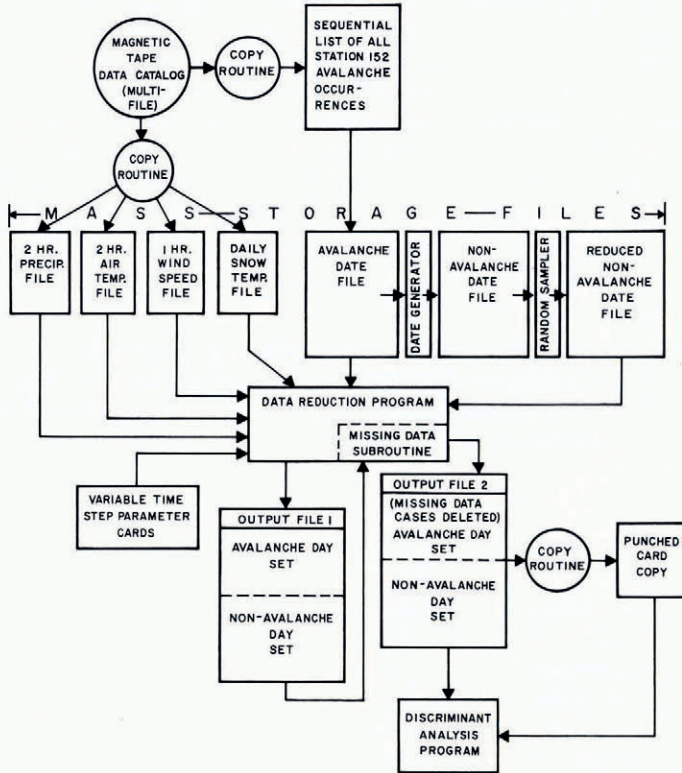 MAGNETIC
TAPE
DATA CATALOG
(MULTI-
FILE)
COPY
ROUTINE
SEQUENTIAL
LIST OF ALL
STATION 152
AVALANCHE
OCCUR-
RENCES
COPY
ROUTINE
MASS STORAGE FILES
2 HR.
PRECIP.
FILE
2 HR.
AIR
TEMP.
FILE
1 HR.
WIND
SPEED
FILE
DAILY
SNOW
TEMP.
FILE
AVALANCHE
DATE
FILE
DATE GENERATOR
NON-
AVALANCHE
DATE
FILE
RANDOM SAMPLER
REDUCED
NON-
AVALANCHE
DATE
FILE
DATA REDUCTION PROGRAM
MISSING DATA
SUBROUTINE
VARIABLE TIME
STEP PARAMETER
CARDS
OUTPUT FILE 1
AVALANCHE DAY
SET
NON-AVALANCHE
DAY
SET
OUTPUT FILE 2
(MISSING DATA
CASES DELETED)
AVALANCHE DAY
SET
NON-AVALANCHE
DAY
SET
COPY
ROUTINE
PUNCHED
CARD
COPY
DISCRIMINANT
ANALYSIS
PROGRAM